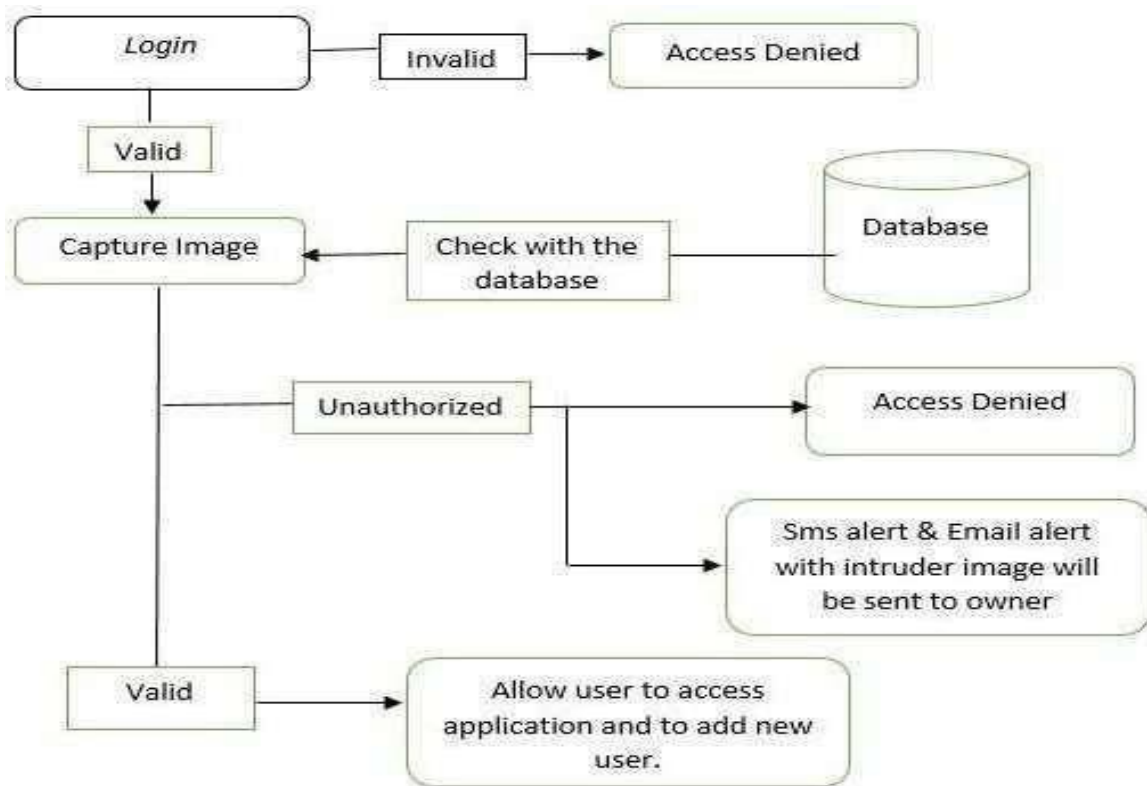 Login
Invalid
Access Denied
Valid
Database
Capture Image
Check with the
database
Unauthorized
Access Denied
Sms alert & Email alert
with intruder image will
be sent to owner
Valid
Allow user to access
application and to add new
user.